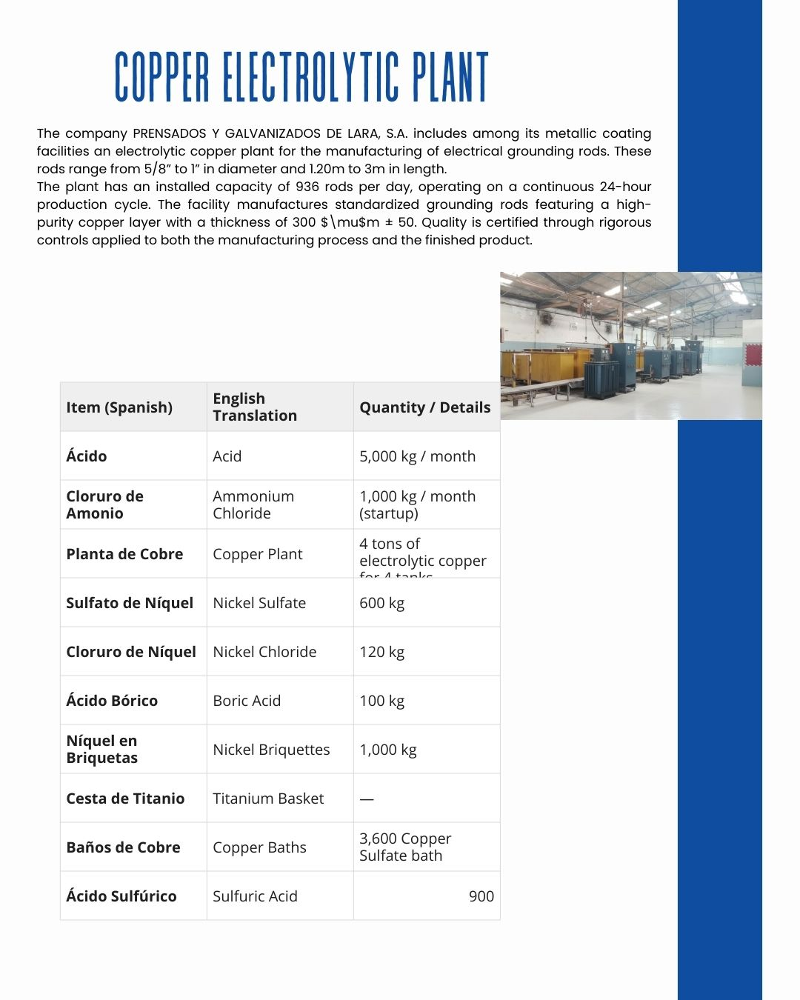 COPPER ELECTROLYTIC PLANT
The company PRENSADOS Y GALVANIZADOS DE LARA, S.A. includes among its metallic coating
facilities an electrolytic copper plant for the manufacturing of electrical grounding rods. These
rods range from 5/8” to 1” in diameter and 1.20m to 3m in length.
The plant has an installed capacity of 936 rods per day, operating on a continuous 24-hour
production cycle. The facility manufactures standardized grounding rods featuring a high-
purity copper layer with a thickness of 300 $\mu$m ± 50. Quality is certified through rigorous
controls applied to both the manufacturing process and the finished product.
Item (Spanish)
English
Translation
Quantity / Details
Ácido
Acid
5,000 kg / month
Cloruro de
Amonio
Ammonium
Chloride
1,000 kg / month
(startup)
Planta de Cobre
Copper Plant
4 tons of
electrolytic copper
for 4 tanks
Sulfato de Níquel
Nickel Sulfate
600 kg
Cloruro de Níquel
Nickel Chloride
120 kg
Ácido Bórico
Boric Acid
100 kg
Níquel en
Briquetas
Nickel Briquettes
1,000 kg
Cesta de Titanio
Titanium Basket
—
Baños de Cobre
Copper Baths
3,600 Copper
Sulfate bath
Ácido Sulfúrico
Sulfuric Acid
900